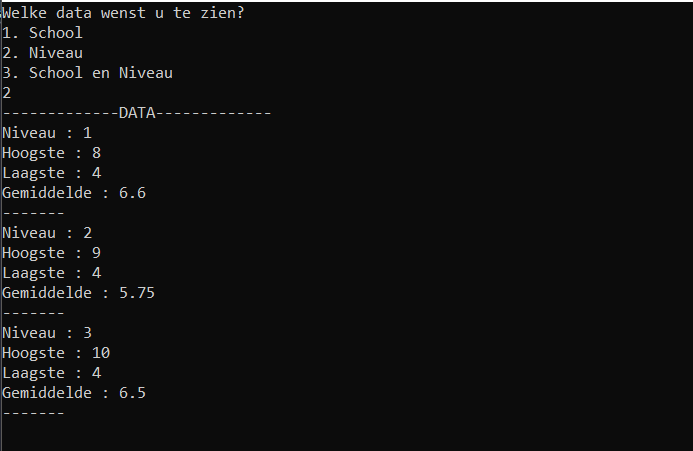 Welke data wenst u te zien?
1. School
2. Niveau
3. School en Niveau
2
-------------DATA-------------
Niveau : 1
Hoogste : 8
Laagste : 4
Gemiddelde : 6.6
-------
Niveau : 2
Hoogste : 9
Laagste : 4
Gemiddelde : 5.75
-------
Niveau : 3
Hoogste : 10
Laagste : 4
Gemiddelde : 6.5
-------